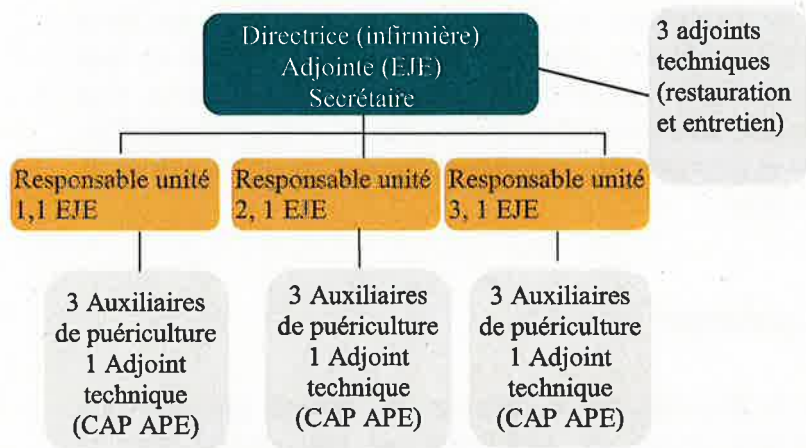 Directrice (infirmière)
Adjointe (EJE)
Secrétaire
3 adjoints
techniques
(restauration
et entretien)
Responsable unité
1,1 EJE
Responsable unité
2, 1 EJE
Responsable unité
3, 1 EJE
3 Auxiliaires
de puériculture
1 Adjoint
technique
(CAP APE)
3 Auxiliaires
de puériculture
1 Adjoint
technique
(CAP APE)
3 Auxiliaires
de puériculture
1 Adjoint
technique
(CAP APE)